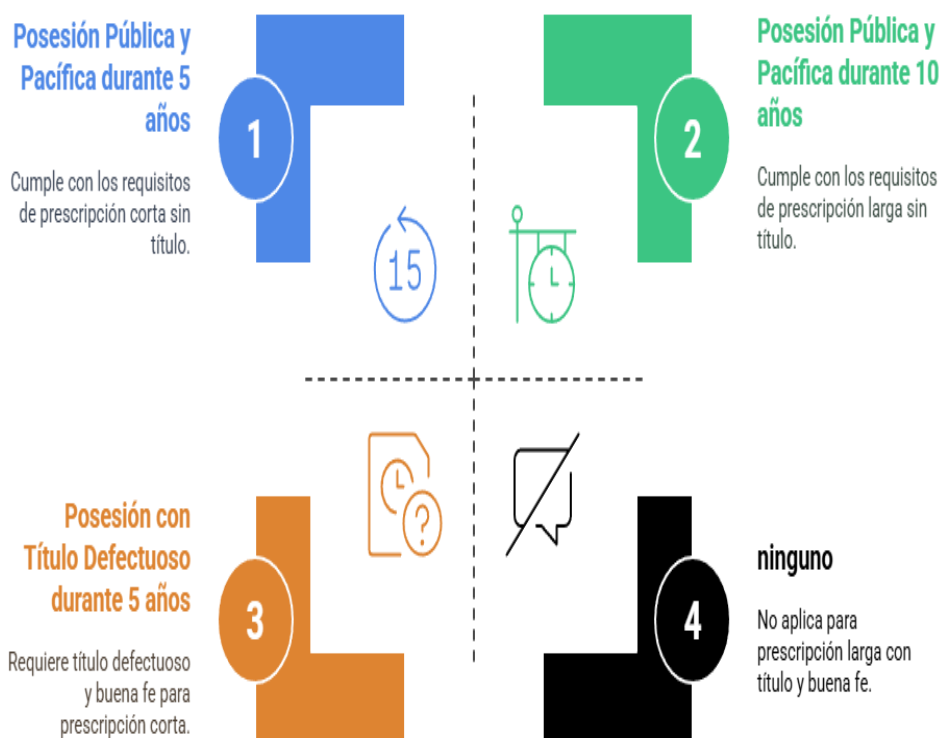 Posesión Pública y
Pacífica durante 5
años
1
Cumple con los requisitos
de prescripción corta sin
título.
15
Posesión Pública y
Pacífica durante 10
años
2
Cumple con los requisitos
de prescripción larga sin
título.
Posesión con
Título Defectuoso
durante 5 años
3
Requiere título defectuoso
y buena fe para
prescripción corta.
?
ninguno
4
No aplica para
prescripción larga con
título y buena fe.